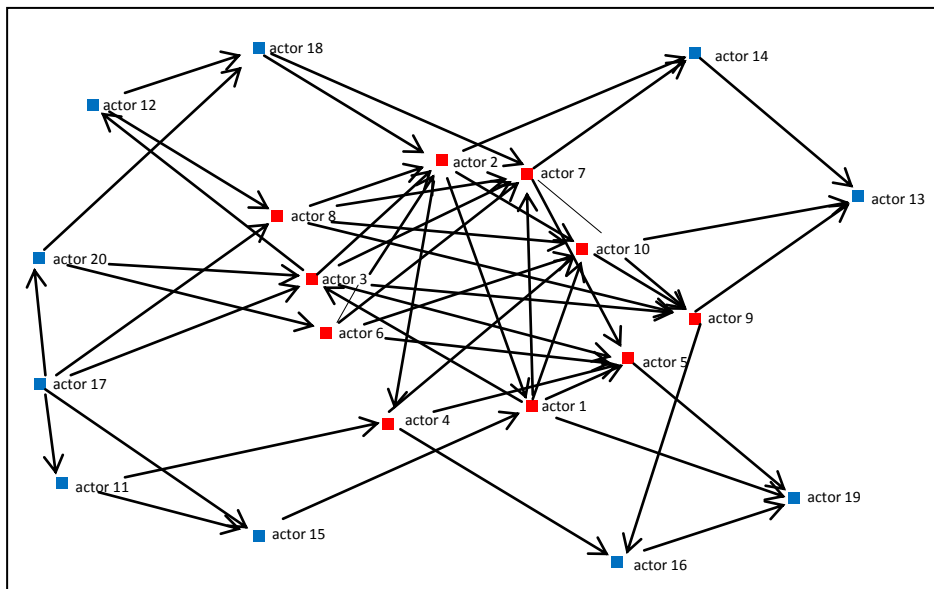 actor 18
actor 14
actor 12
actor 2
actor 7
actor 13
actor 8
actor 10
actor 20
actor 3
actor 9
actor 6
actor 5
actor 17
actor 1
actor 4
actor 11
actor 19
actor 15
actor 16